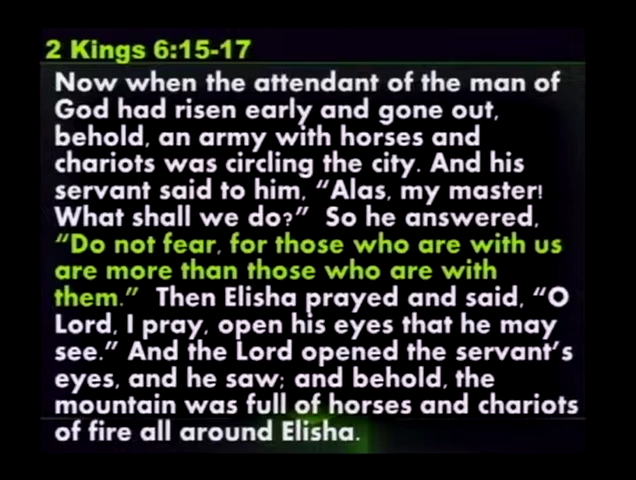 2 Kings 6:15-17
Now when the attendant of the man of
God had risen early and gone out,
behold, an army with horses and
chariots was circling the city. And his
servant said to him, “Alas, my master!
What shall we do?” So he answered,
“Do not fear, for those who are with us
are more than those who are with
them.” Then Elisha prayed and said, “O
Lord, I pray, open his eyes that he may
see.” And the Lord opened the servant’s
eyes, and he saw; and behold, the
mountain was full of horses and chariots
of fire all around Elisha.